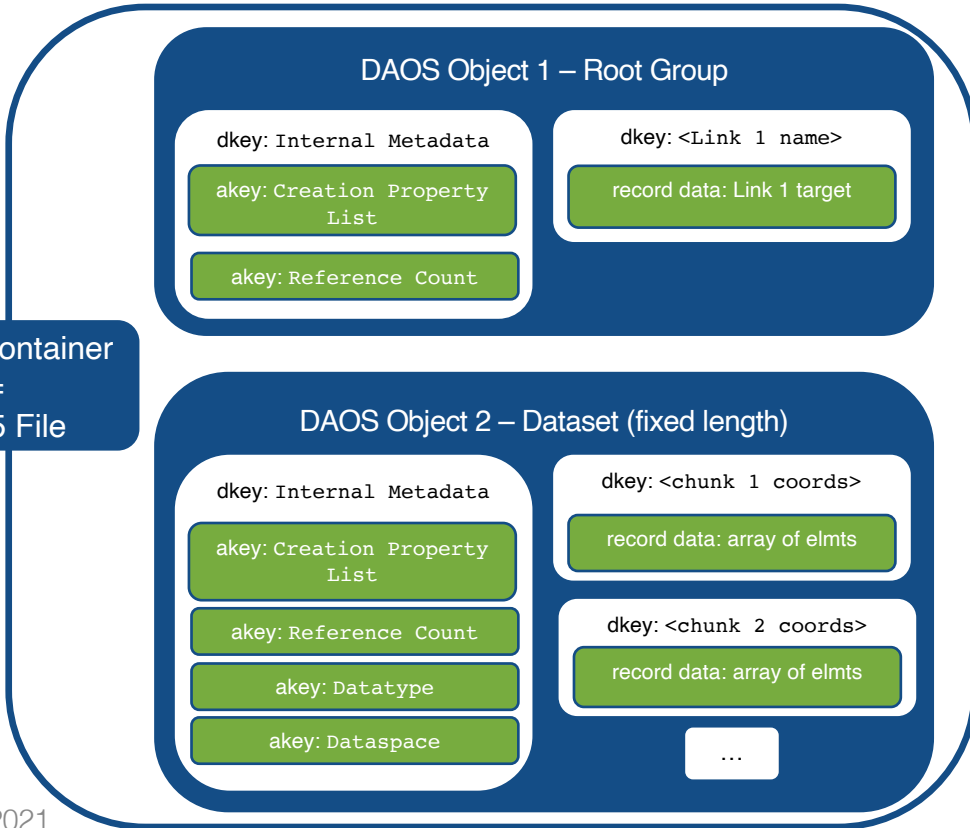 DAOS Object 1 – Root Group
dkey: Internal Metadata
akey: Creation Property
List
akey: Reference Count
dkey: <Link 1 name>
record data: Link 1 target
ontainer
=
5 File
DAOS Object 2 – Dataset (fixed length)
dkey: Internal Metadata
akey: Creation Property
List
akey: Reference Count
akey: Datatype
akey: Dataspace
dkey: <chunk 1 coords>
record data: array of elmts
dkey: <chunk 2 coords>
record data: array of elmts
…
2021